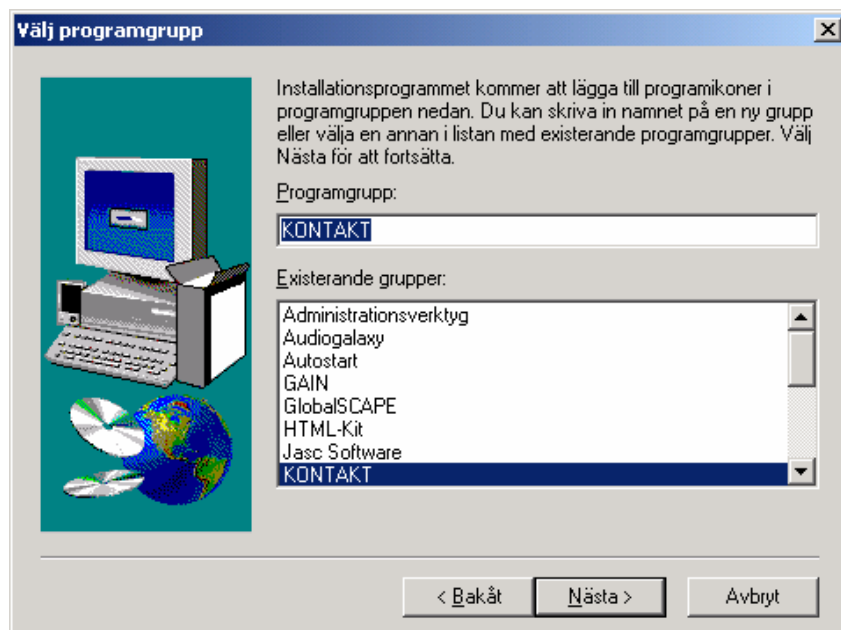 Välj programgrupp
Installationsprogrammet kommer att lägga till programikoner i
programgruppen nedan. Du kan skriva in namnet på en ny grupp
eller välja en annan i listan med existerande programgrupper. Välj
Nästa för att fortsätta.
Programgrupp:
KONTAKT
Existerande grupper:
Administrationsverktyg
Audiogalaxy
Autostart
GAIN
GlobalSCAPE
HTML-Kit
Jasc Software
KONTAKT
< Bakåt Nästa > Avbryt